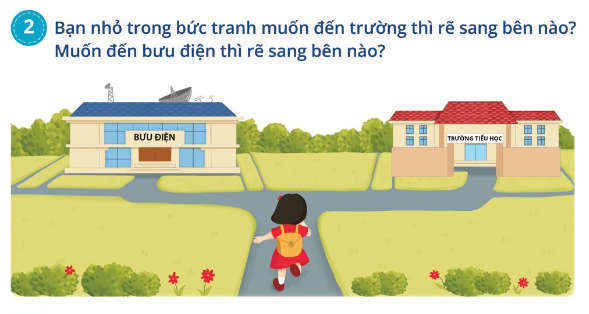 2 Bạn nhỏ trong bức tranh muốn đến trường thì rẽ sang bên nào?
Muốn đến bưu điện thì rẽ sang bên nào?
BƯU ĐIỆN
TRƯỜNG TIỂU HỌC